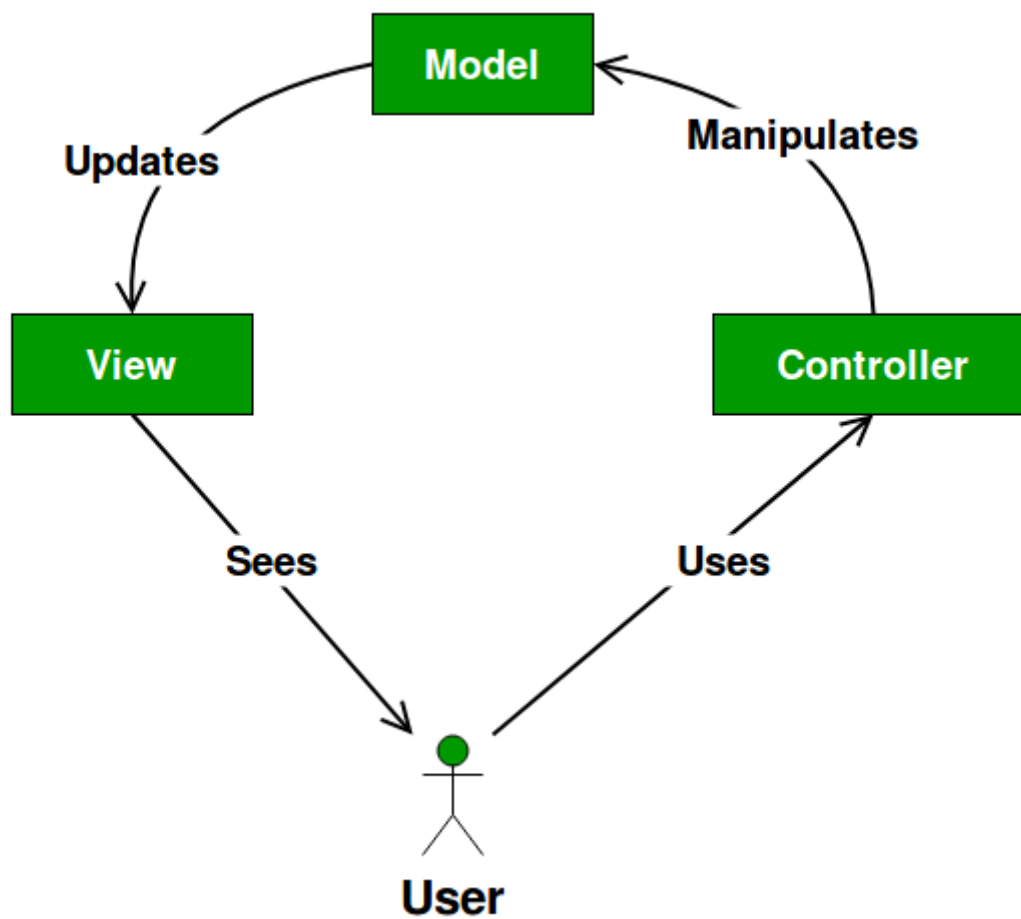 Model
Manipulates
Updates
View
Controller
Sees
Uses
User